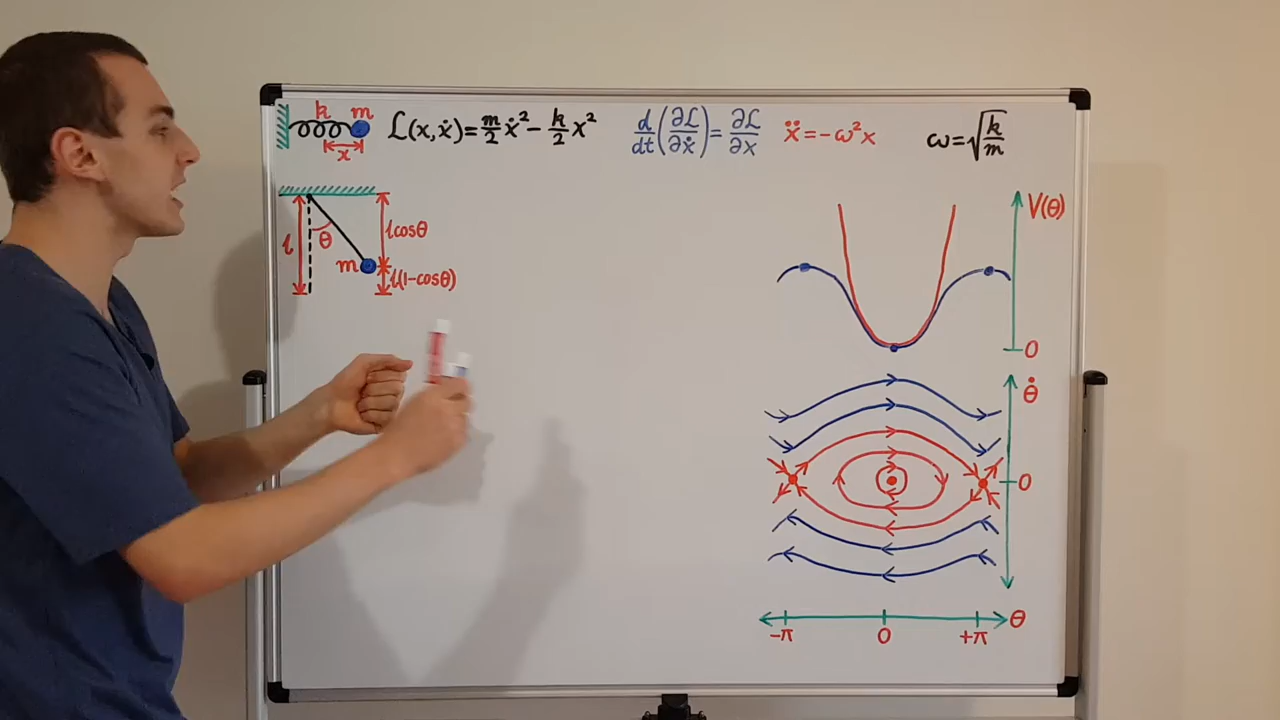 k m
x
ℒ(x,ẋ)=m/2 ẋ²-k/2 x²
d/dt(∂ℒ/∂ẋ)=∂ℒ/∂x
ẍ=-ω²x
ω=√(k/m)
l
θ
m
lcosθ
l(1-cosθ)
V(θ)
0
θ̇
0
-π 0 +π θ